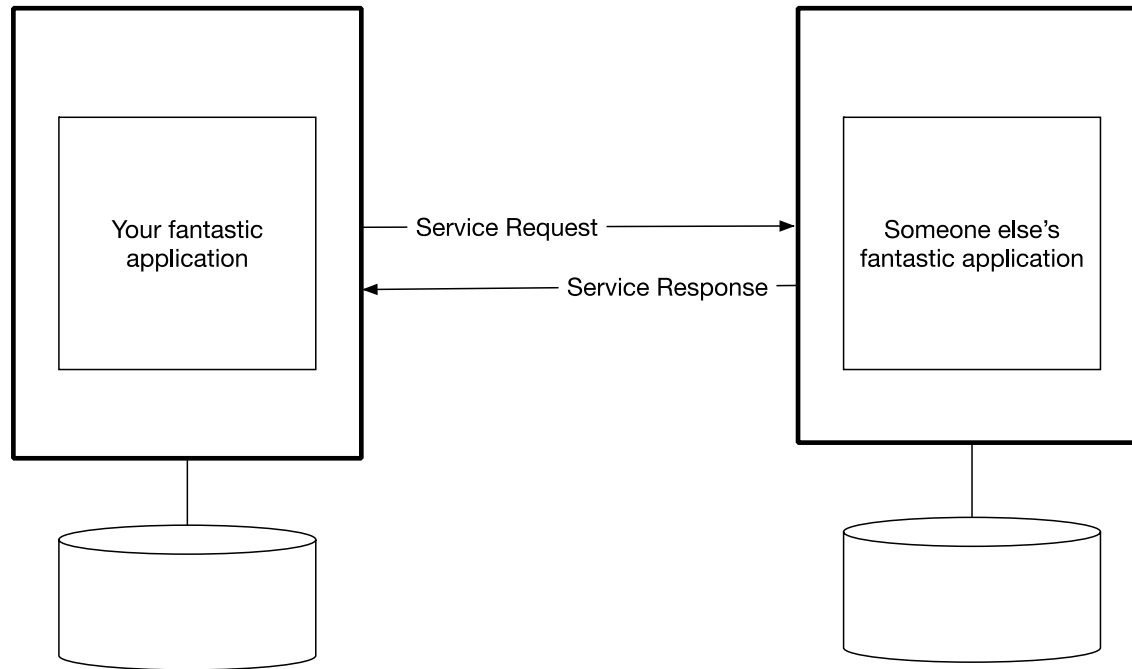 Your fantastic
application
Service Request
Service Response
Someone else’s
fantastic application